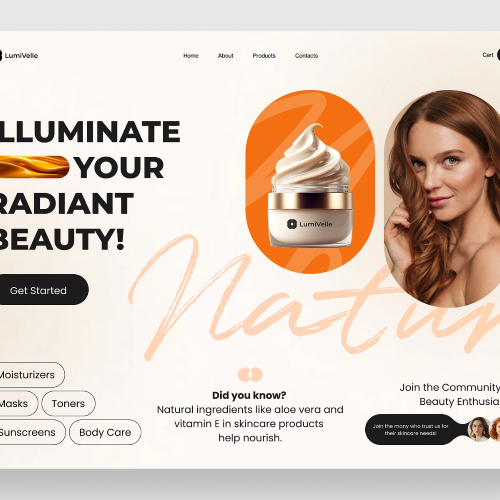 LumiVelle
Home About Products Contacts
Cart
ILLUMINATE
YOUR
RADIANT
BEAUTY!
Get Started
LumiVelle
Natur
Moisturizers
Masks Toners
Sunscreens Body Care
Did you know?
Natural ingredients like aloe vera and
vitamin E in skincare products
help nourish.
Join the Community
Beauty Enthusia
Join the many who trust us for
their skincare needs!